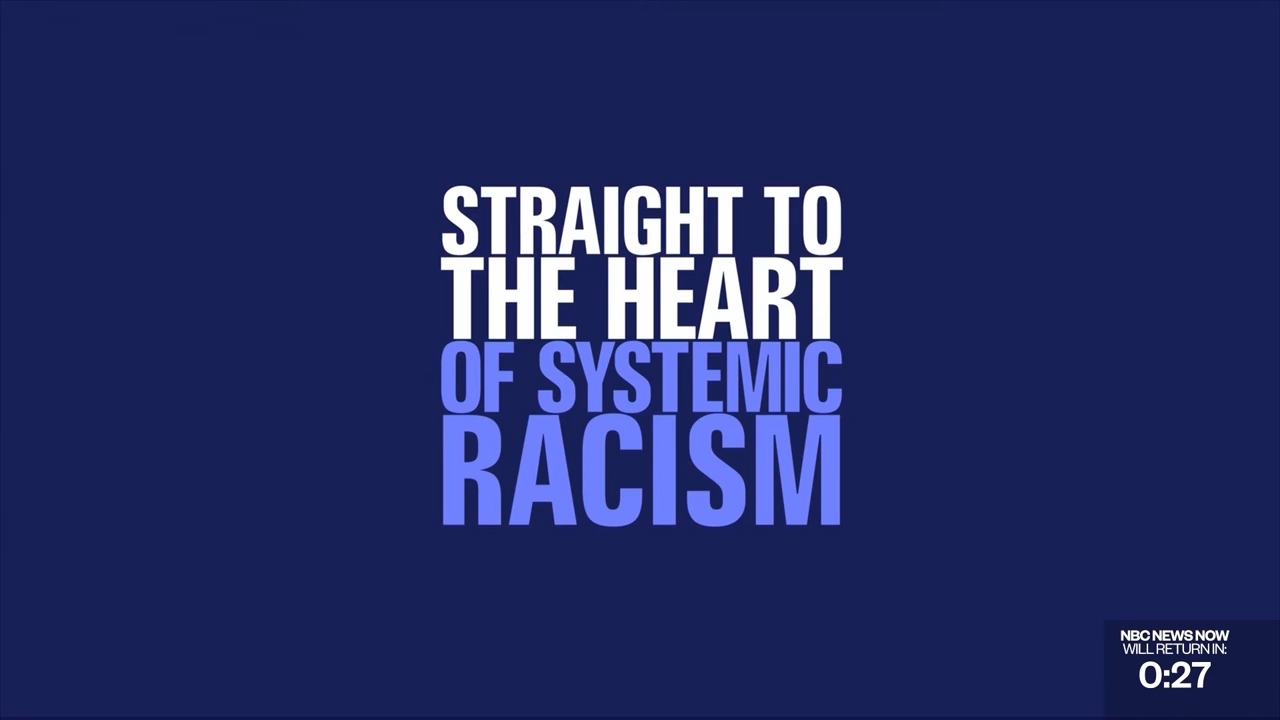 STRAIGHT TO
THE HEART
OF SYSTEMIC
RACISM
NBC NEWS NOW
WILL RETURN IN:
0:27